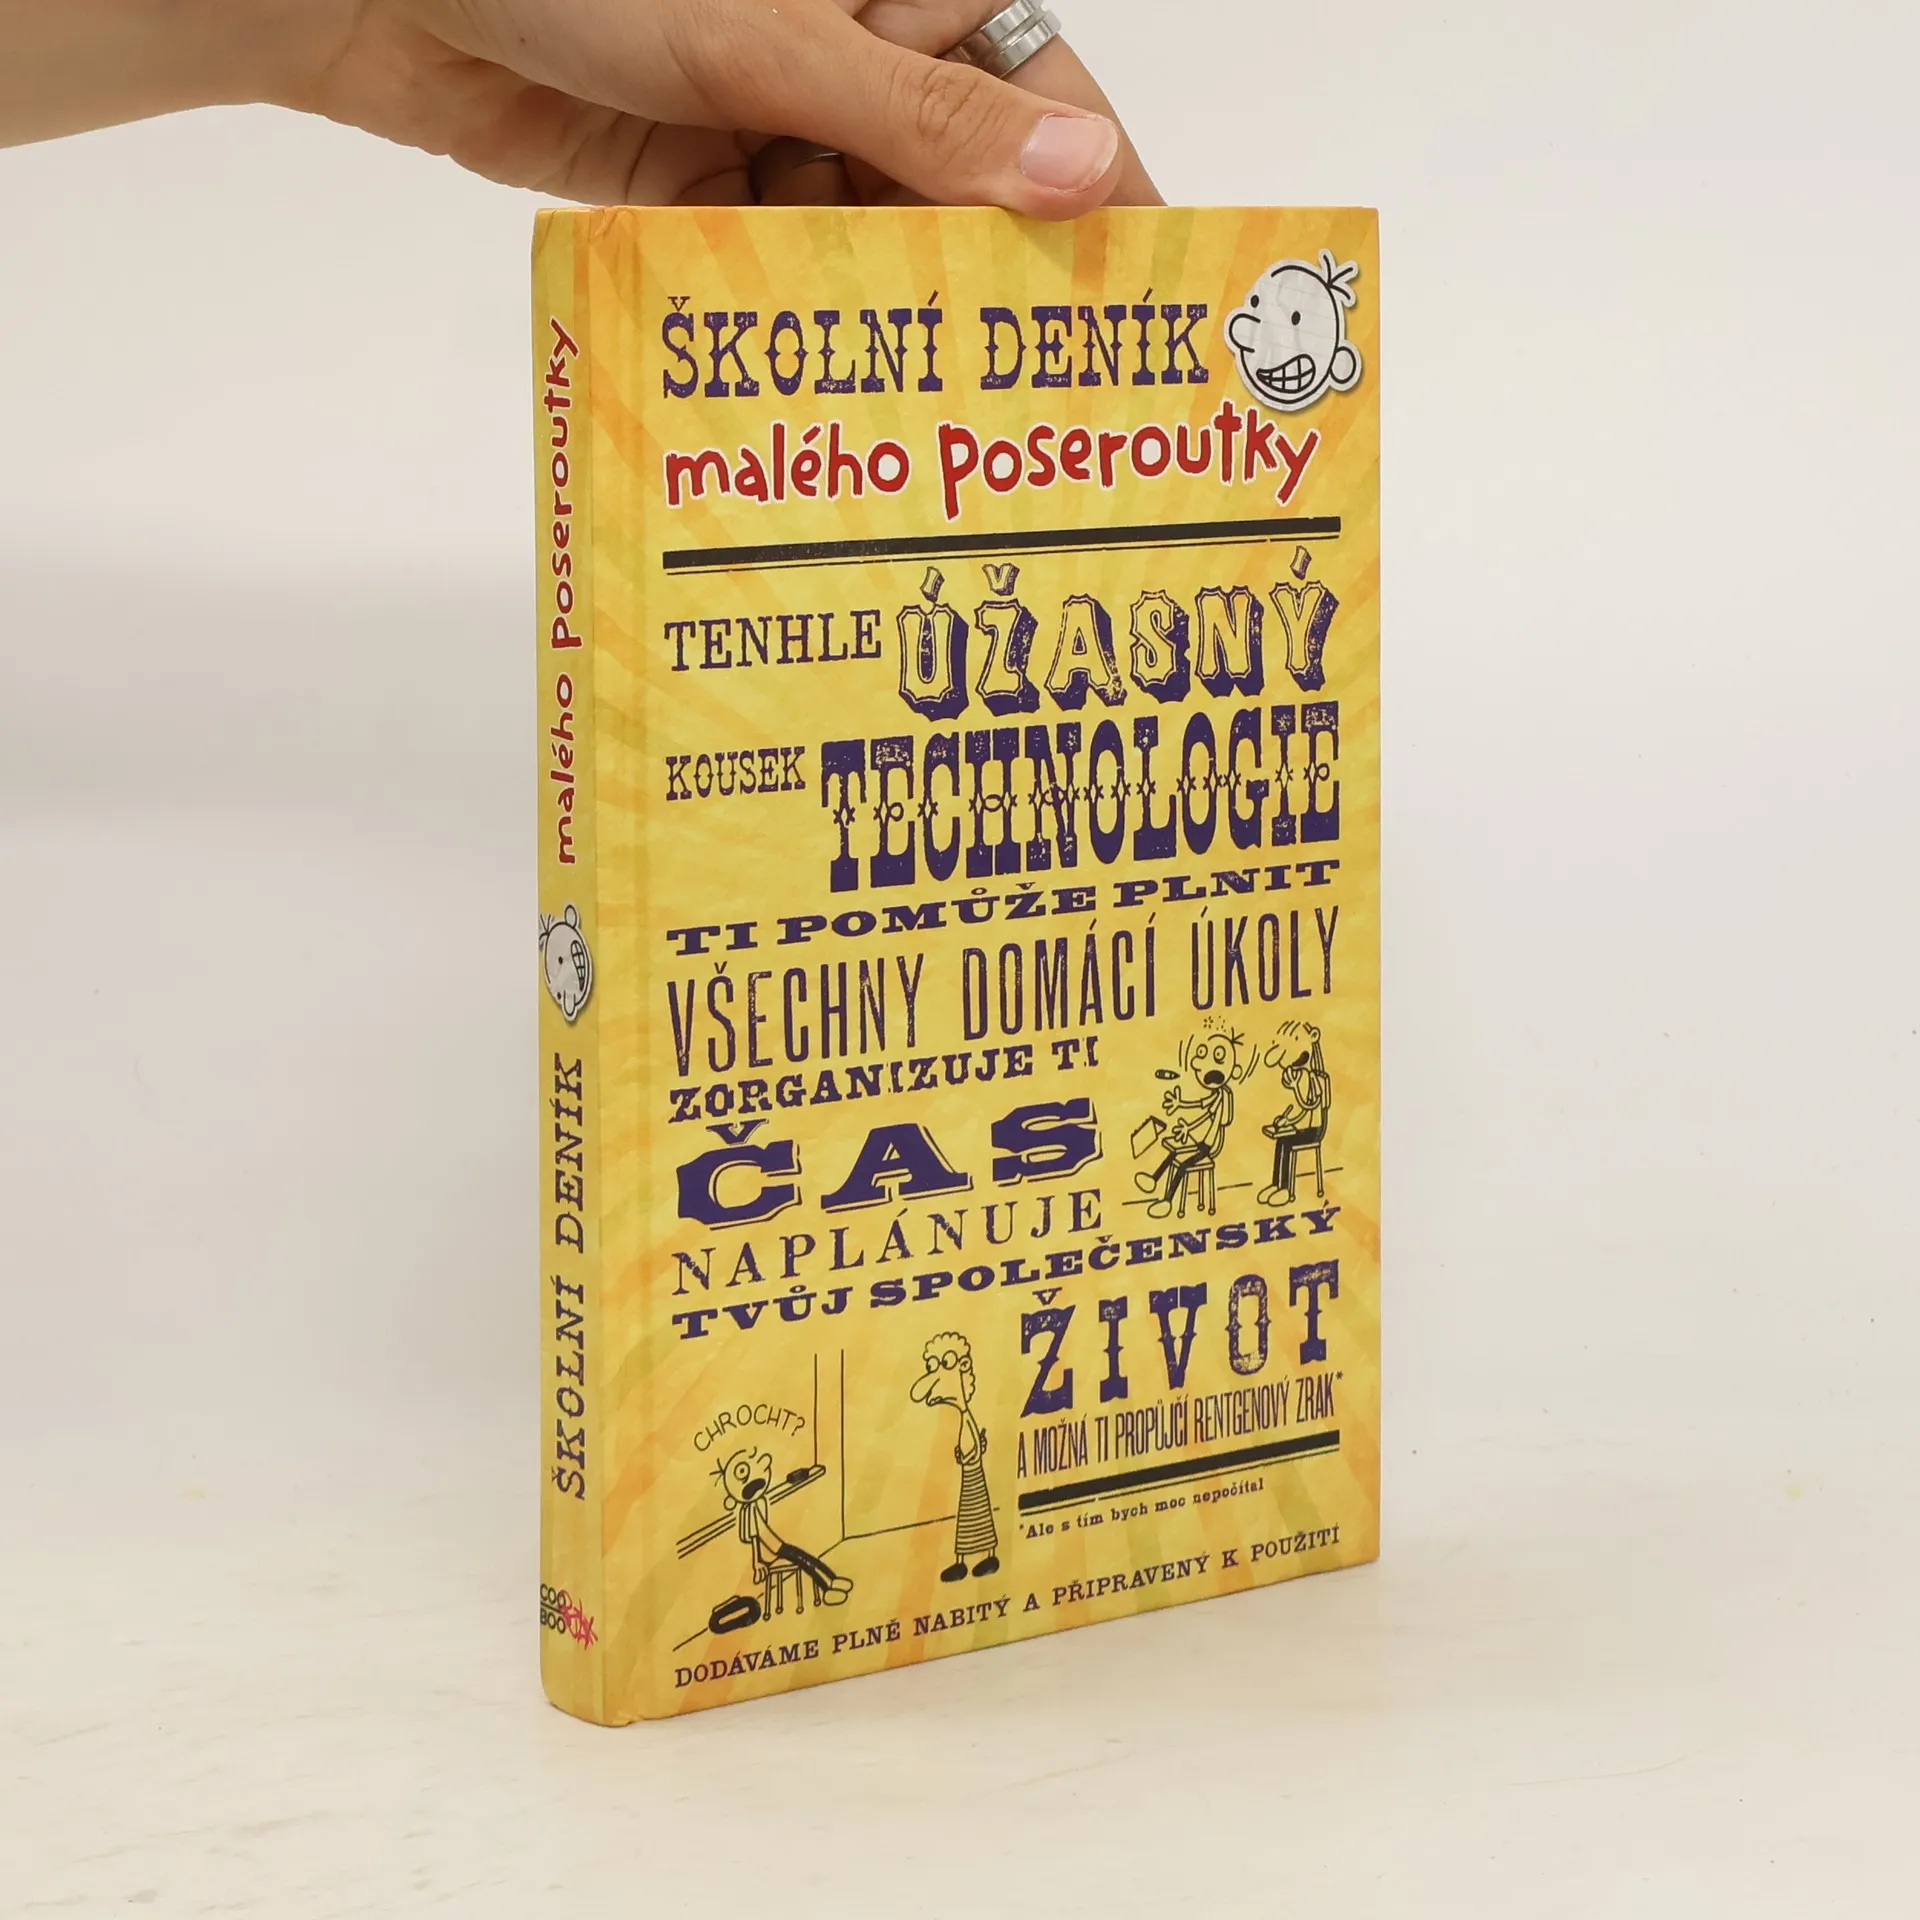 ŠKOLNÍ DENÍK
malého poseroutky
TENHLE ÚŽASNÝ
KOUSEK TECHNOLOGIE
TI POMŮŽE PLNIT
VŠECHNY DOMÁCÍ ÚKOLY
ZORGANIZUJE TI
ČAS
NAPLÁNUJE
TVŮJ SPOLEČENSKÝ
ŽIVOT
A MOŽNÁ TI PROPŮJČÍ RENTGENOVÝ ZRAK*
*Ale s tím bych moc nepočítal
CHROCHT?
DODÁVÁME PLNĚ NABITÝ A PŘIPRAVENÝ K POUŽITÍ
ŠKOLNÍ DENÍK malého poseroutky
COO
BOO